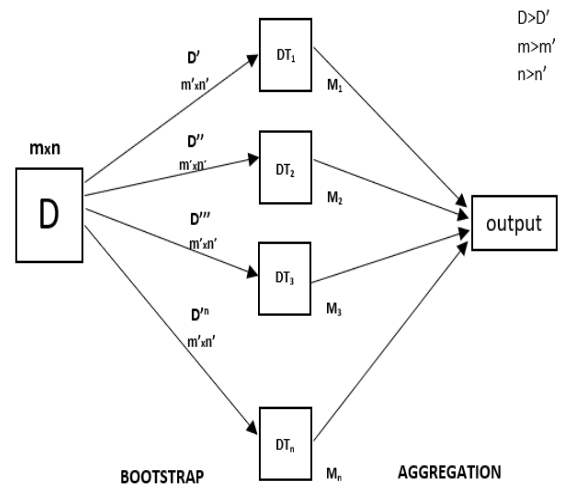 D>D'
m>m'
n>n'
D'
m'xn'
DT1
M1
mxn
D
D''
m'xn'
DT2
M2
D'''
m'xn'
DT3
M3
output
D'n
m'xn'
DTn
Mn
BOOTSTRAP
AGGREGATION